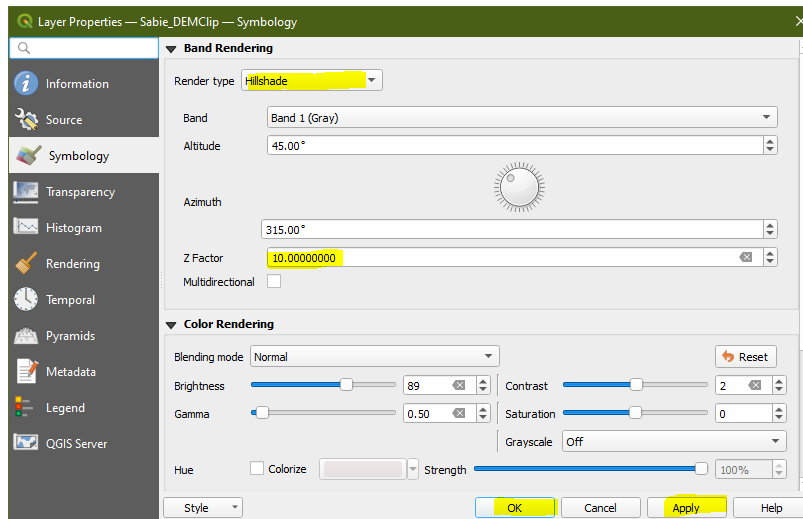 Layer Properties — Sabie_DEMClip — Symbology
Information
Source
Symbology
Transparency
Histogram
Rendering
Temporal
Pyramids
Metadata
Legend
QGIS Server
Band Rendering
Render type Hillshade
Band Band 1 (Gray)
Altitude 45.00°
Azimuth
315.00°
Z Factor 10.00000000
Multidirectional
Color Rendering
Blending mode Normal Reset
Brightness 89 Contrast 2
Gamma 0.50 Saturation 0
Grayscale Off
Hue Colorize Strength 100%
Style OK Cancel Apply Help